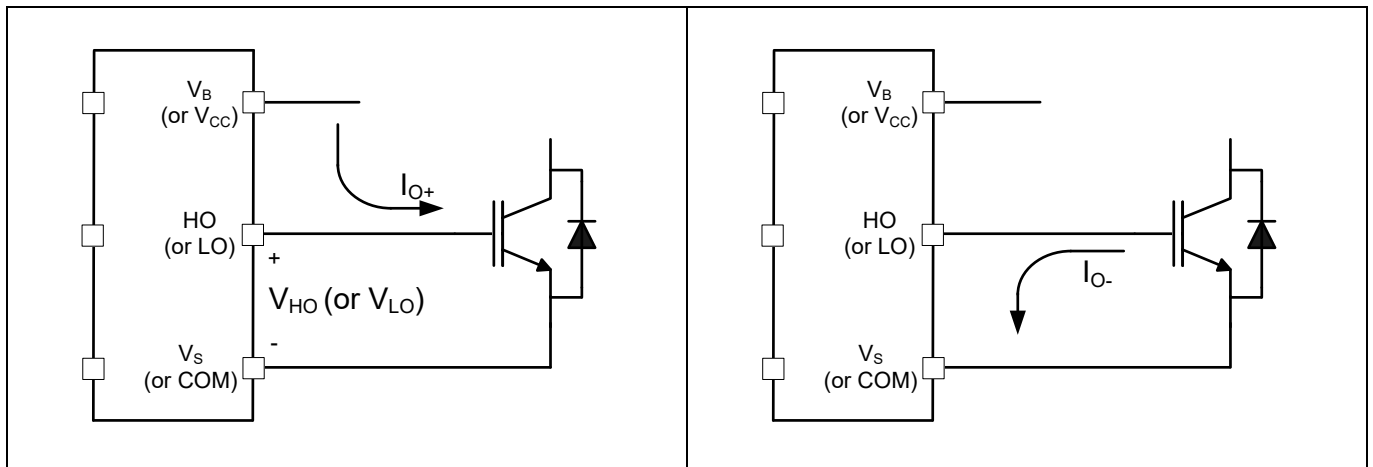 V_B
(or V_CC)
I_O+
HO
(or LO)
+
V_HO (or V_LO)
-
V_S
(or COM)
V_B
(or V_CC)
HO
(or LO)
I_O-
V_S
(or COM)